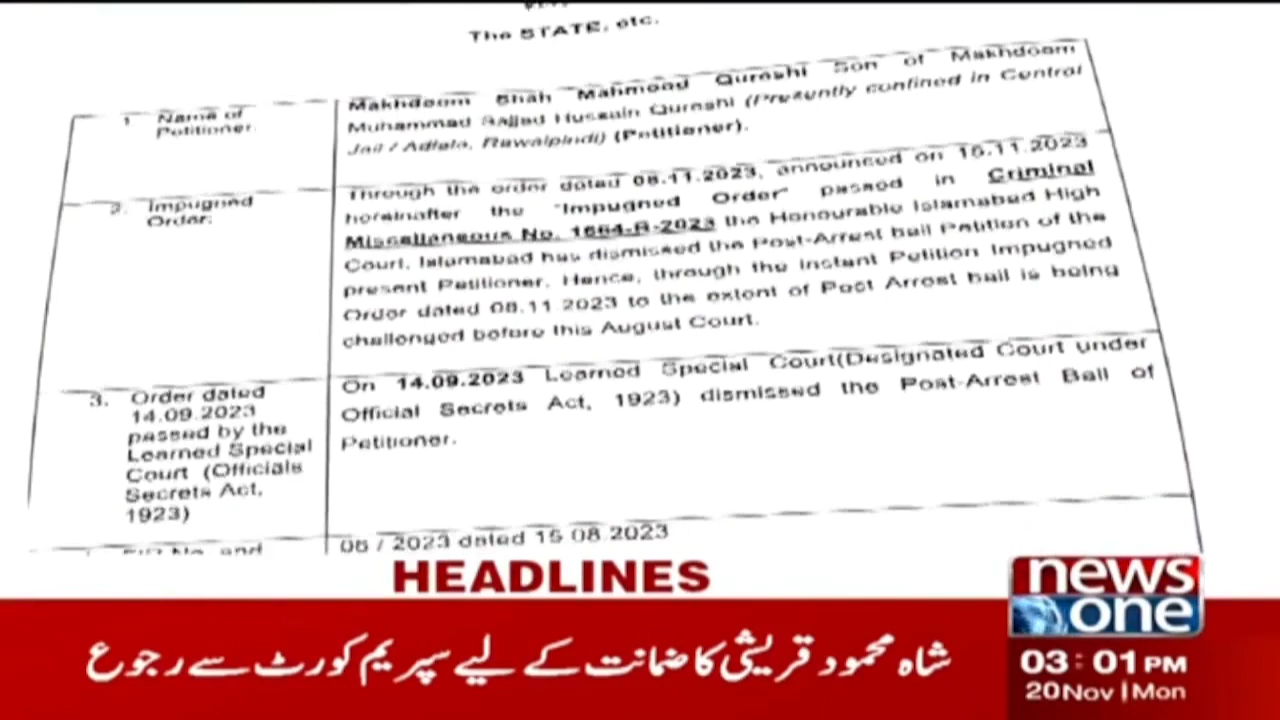 The STATE, etc.
1 Name of Petitioner.
Makhdoom Shah Mahmood Qureshi Son of Makhdoom
Muhammad Sajjad Hussain Qureshi (Presently confined in Central
Jail / Adiala, Rawalpindi) (Petitioner).
2. Impugned Order:
Through the order dated 08.11.2023, announced on 15.11.2023
hereinafter the "Impugned Order" passed in Criminal
Miscellaneous No. 1664-B-2023 the Honourable Islamabad High
Court, Islamabad has dismissed the Post-Arrest bail Petition of the
present Petitioner. Hence, through the instant Petition Impugned
Order dated 08.11 2023 to the extent of Post Arrest bail is being
challenged before this August Court.
3. Order dated
14.09.2023
passed by the
Learned Special
Court (Officials
Secrets Act,
1923)
On 14.09.2023 Learned Special Court(Designated Court under
Official Secrets Act, 1923) dismissed the Post-Arrest Bail of
Petitioner.
and
06 / 2023 dated 15 08.2023
HEADLINES
شاہ محمود قریشی کا ضمانت کے لیے سپریم کورٹ سے رجوع
news
one
03:01 PM
20Nov | Mon